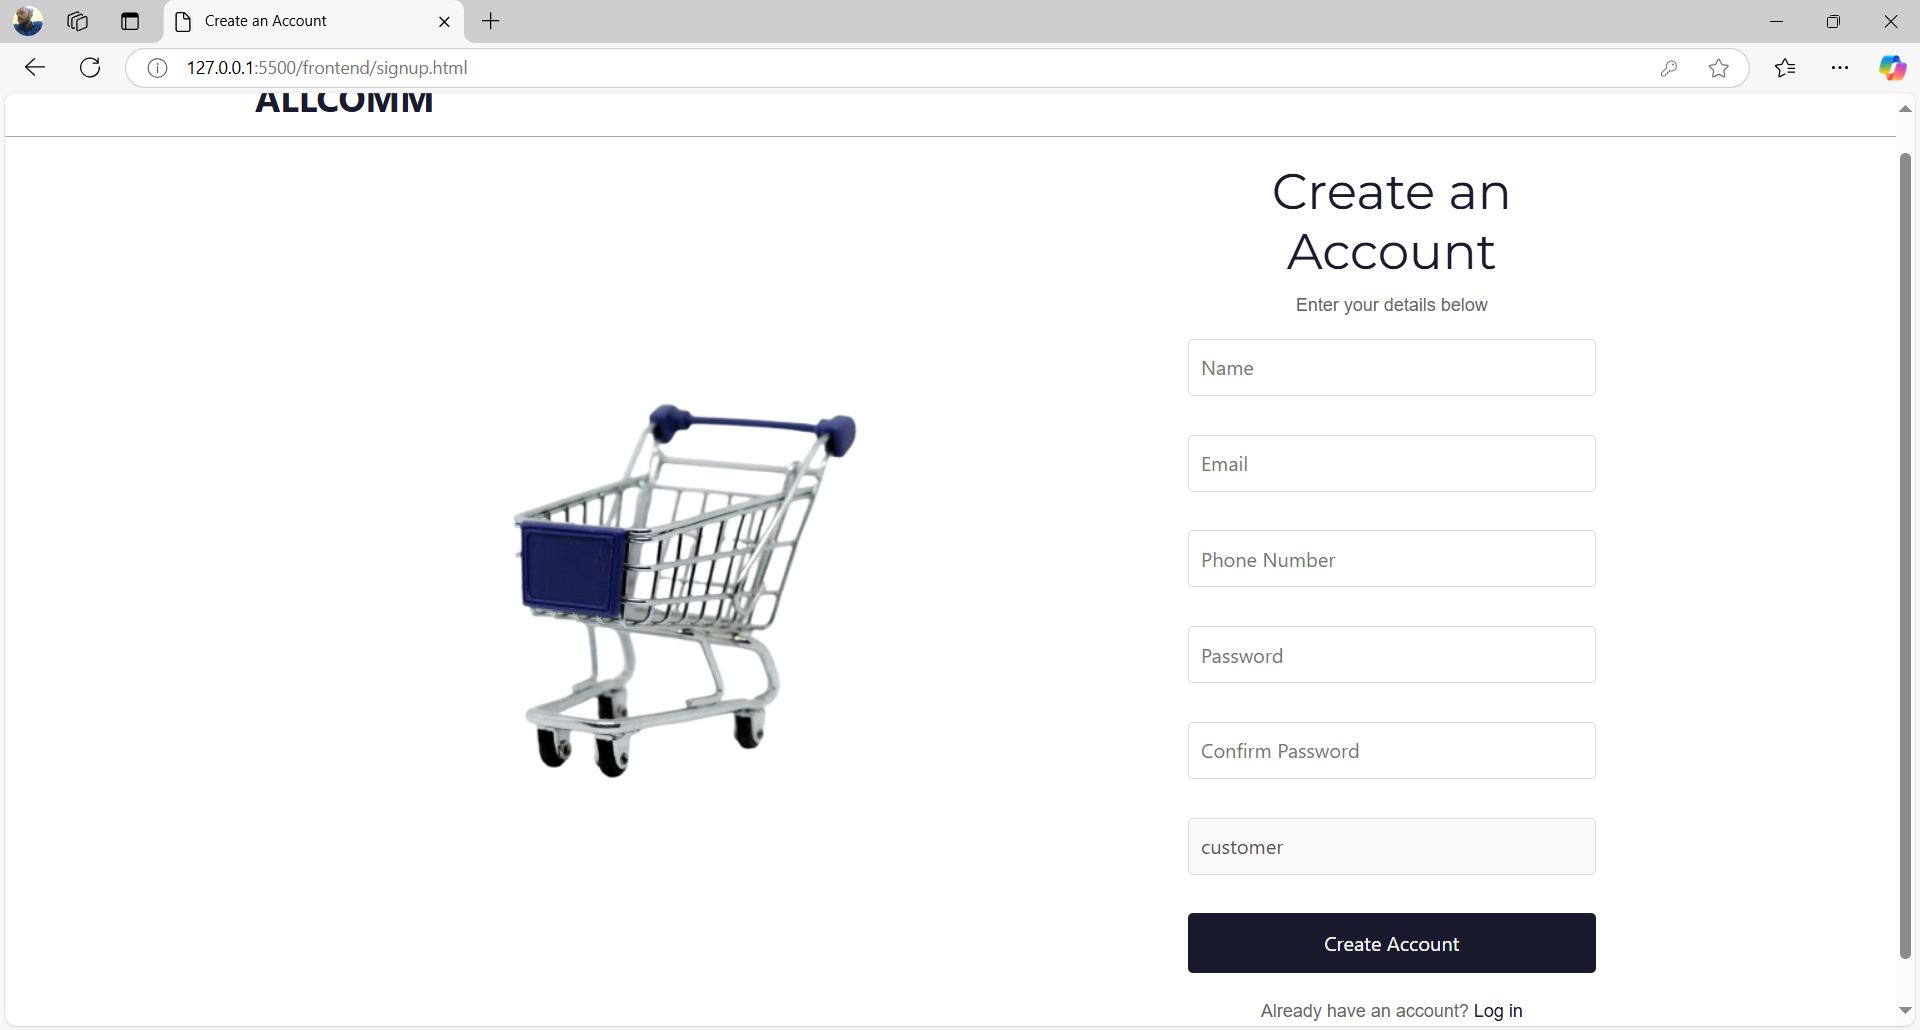 Create an Account
127.0.0.1:5500/frontend/signup.html
ALLCOMM
Create an
Account
Enter your details below
Name
Email
Phone Number
Password
Confirm Password
customer
Create Account
Already have an account? Log in